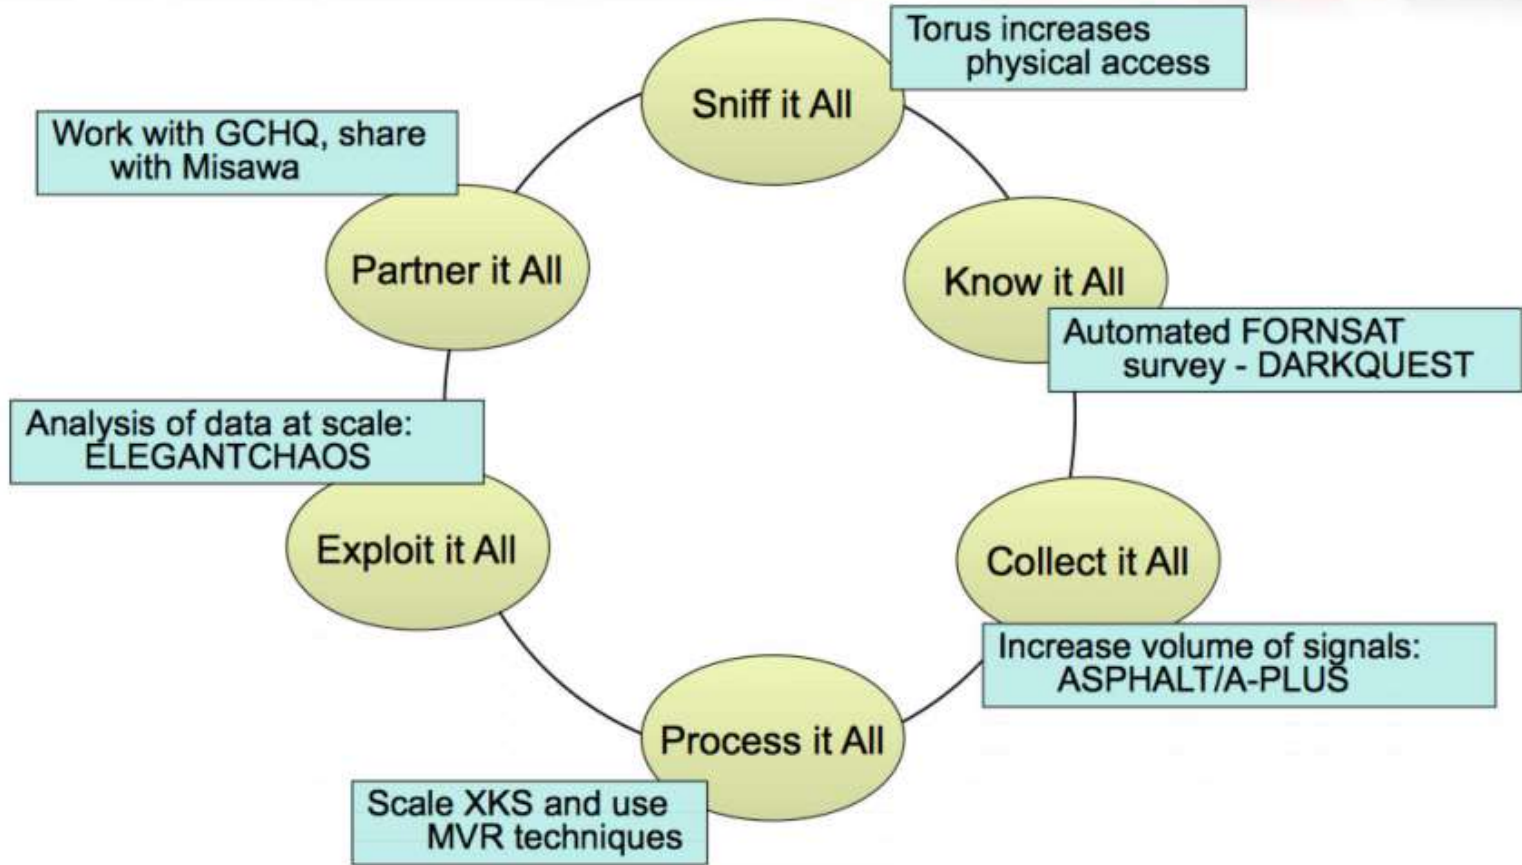 Sniff it All
Torus increases
physical access
Know it All
Automated FORNSAT
survey - DARKQUEST
Collect it All
Increase volume of signals:
ASPHALT/A-PLUS
Process it All
Scale XKS and use
MVR techniques
Exploit it All
Analysis of data at scale:
ELEGANTCHAOS
Partner it All
Work with GCHQ, share
with Misawa